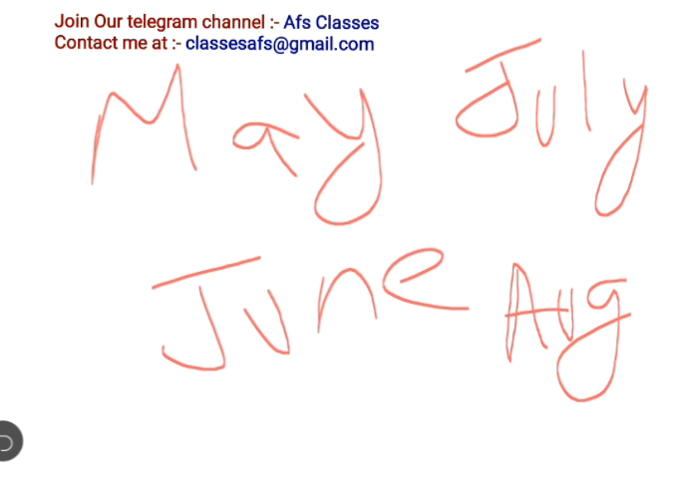 Join Our telegram channel :- Afs Classes
Contact me at :- classesafs@gmail.com
May July
June Aug